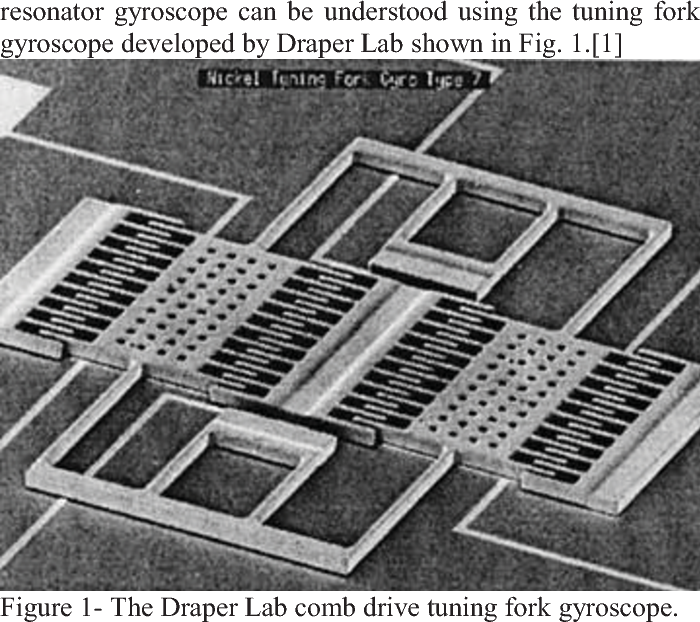 resonator gyroscope can be understood using the tuning fork
gyroscope developed by Draper Lab shown in Fig. 1.[1]
Nickel Tuning Fork Gyro Type 7
Figure 1- The Draper Lab comb drive tuning fork gyroscope.